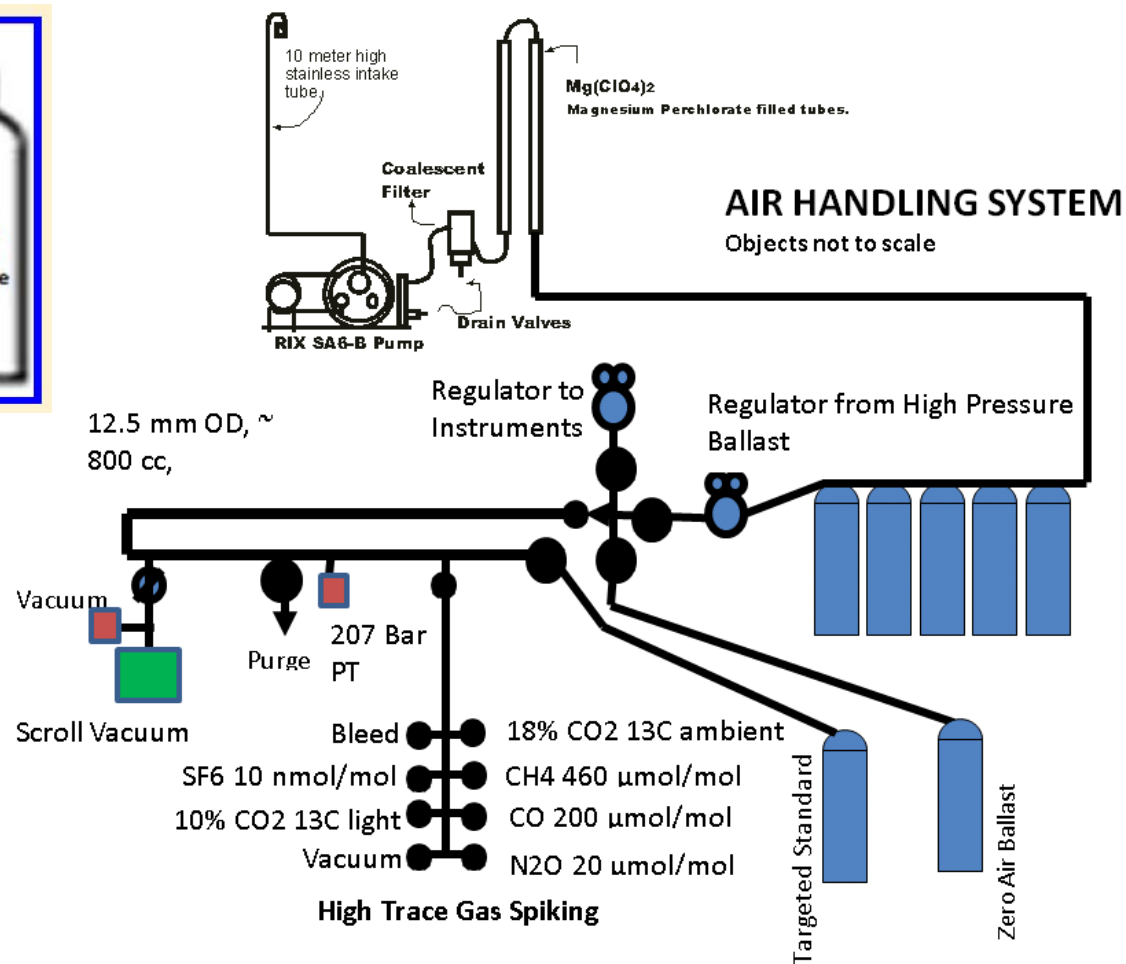 10 meter high
stainless intake
tube
Mg(ClO4)2
Magnesium Perchlorate filled tubes.
Coalescent
Filter
AIR HANDLING SYSTEM
Objects not to scale
Drain Valves
RIX SA6-B Pump
Regulator to
Instruments
Regulator from High Pressure
Ballast
12.5 mm OD, ~
800 cc,
Vacuum
Purge
207 Bar
PT
Scroll Vacuum
Bleed
18% CO2 13C ambient
SF6 10 nmol/mol
CH4 460 µmol/mol
10% CO2 13C light
CO 200 µmol/mol
Vacuum
N2O 20 umol/mol
High Trace Gas Spiking
Targeted Standard
Zero Air Ballast